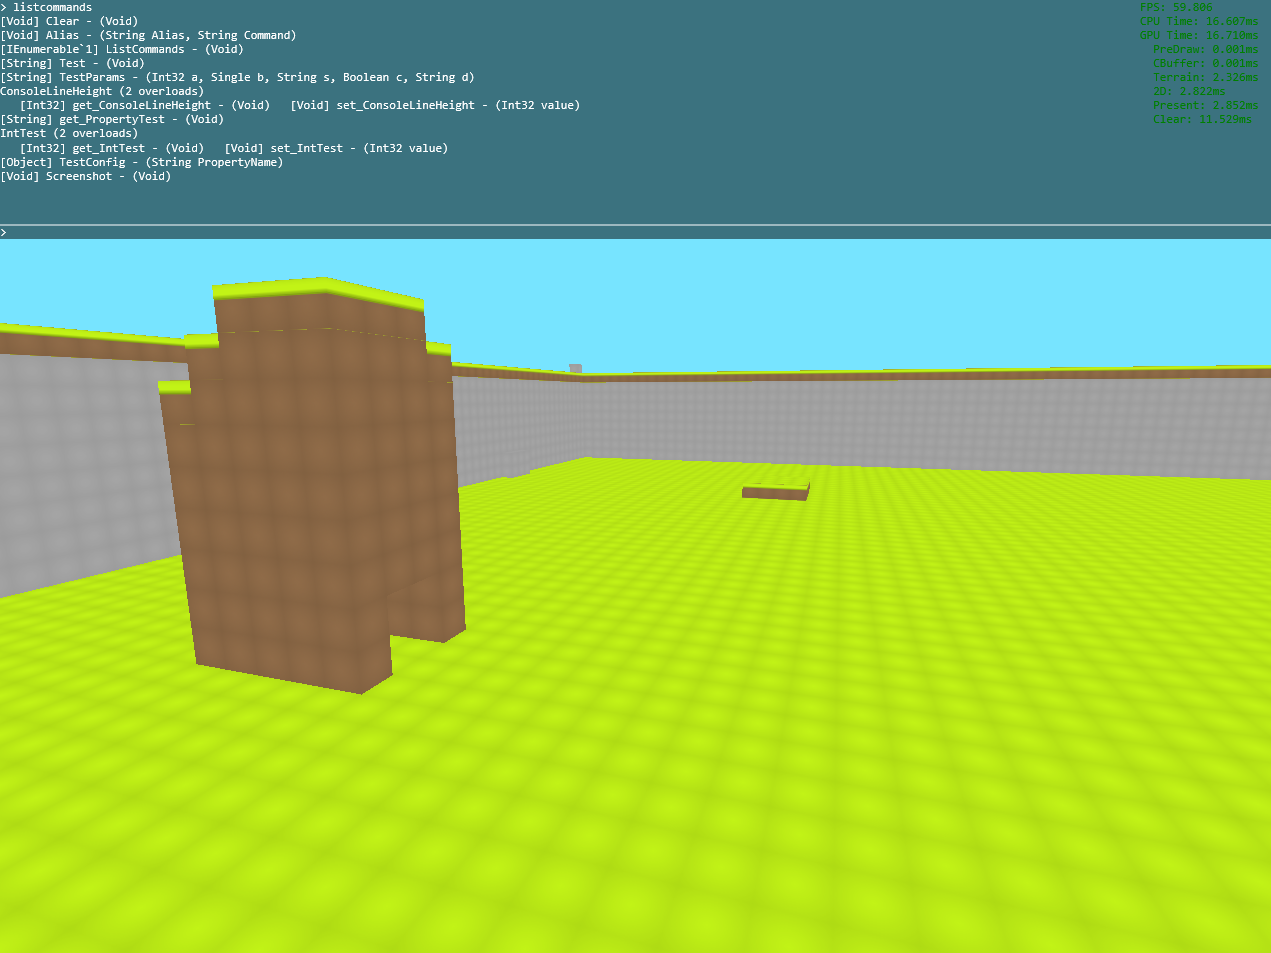 > listcommands
[Void] Clear - (Void)
[Void] Alias - (String Alias, String Command)
[IEnumerable`1] ListCommands - (Void)
[String] Test - (Void)
[String] TestParams - (Int32 a, Single b, String s, Boolean c, String d)
ConsoleLineHeight (2 overloads)
[Int32] get_ConsoleLineHeight - (Void)   [Void] set_ConsoleLineHeight - (Int32 value)
[String] get_PropertyTest - (Void)
IntTest (2 overloads)
[Int32] get_IntTest - (Void)   [Void] set_IntTest - (Int32 value)
[Object] TestConfig - (String PropertyName)
[Void] Screenshot - (Void)
>
FPS: 59.806
CPU Time: 16.607ms
GPU Time: 16.710ms
PreDraw: 0.001ms
CBuffer: 0.001ms
Terrain: 2.326ms
2D: 2.822ms
Present: 2.852ms
Clear: 11.529ms